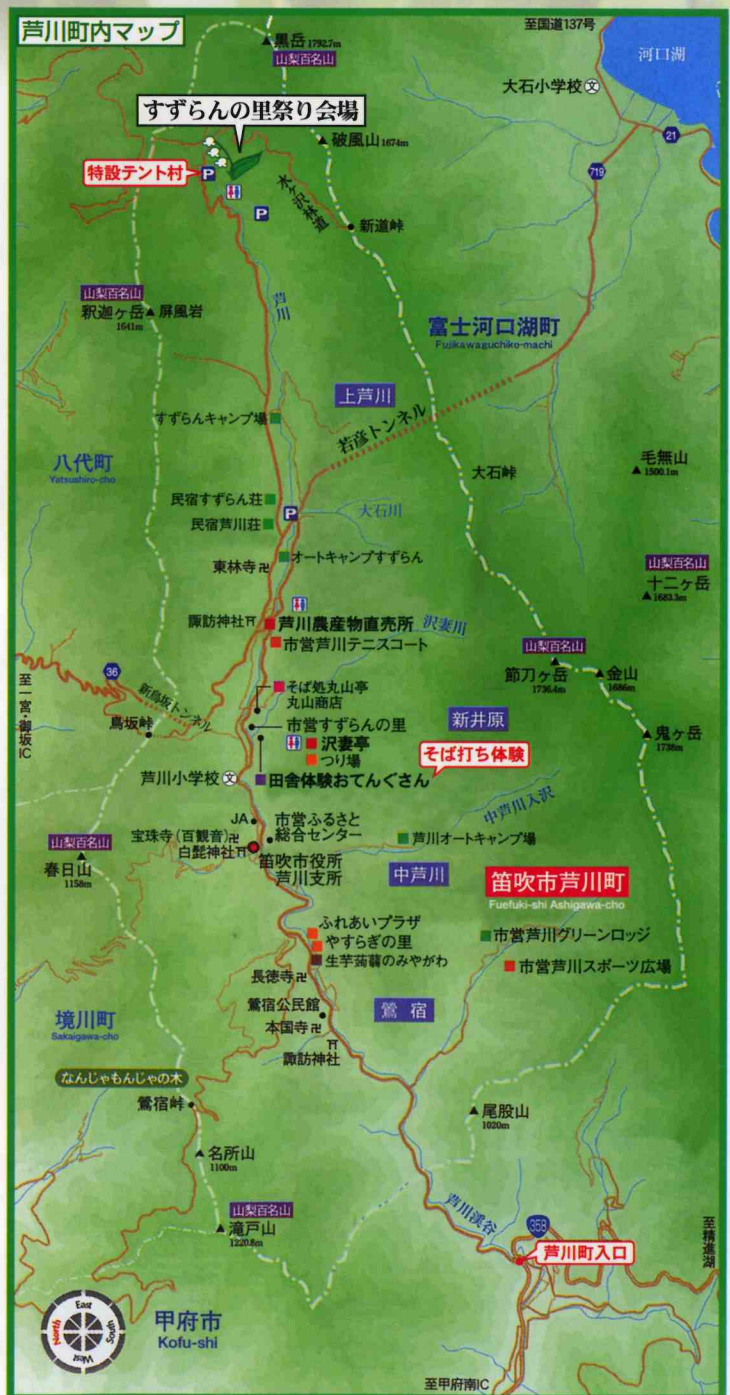 芦川町内マップ
至国道137号
河口湖
黒岳 1792.7m
山梨百名山
大石小学校 文
21
すずらんの里祭り会場
破風山 1674m
719
特設テント村
P
P
水ヶ沢林道
新道峠
芦川
山梨百名山
釈迦ヶ岳
1641m
屏風岩
富士河口湖町
Fujikawaguchiko-machi
上芦川
若彦トンネル
すずらんキャンプ場
大石峠
毛無山
1500.1m
八代町
Yatsushiro-cho
民宿すずらん荘
P
大石川
民宿芦川荘
東林寺卍
オートキャンプすずらん
山梨百名山
十二ヶ岳
1683.3m
諏訪神社
芦川農産物直売所
沢妻川
市営芦川テニスコート
山梨百名山
節刀ヶ岳
1736.4m
金山
1686m
36
至一宮・御坂IC
新鳥坂トンネル
鳥坂峠
そば処丸山亭
丸山商店
市営すずらんの里
新井原
鬼ヶ岳
1738m
沢妻亭
つり場
そば打ち体験
芦川小学校 文
田舎体験おてんぐさん
中芦川入沢
JA
市営ふるさと
総合センター
芦川オートキャンプ場
宝珠寺(百観音)卍
白髭神社
笛吹市役所
芦川支所
山梨百名山
春日山
1158m
中芦川
笛吹市芦川町
Fuefuki-shi Ashigawa-cho
ふれあいプラザ
やすらぎの里
生芋蒟蒻のみやがわ
市営芦川グリーンロッジ
市営芦川スポーツ広場
長徳寺卍
鶯宿公民館
本国寺卍
鶯宿
諏訪神社
境川町
Sakaigawa-cho
なんじゃもんじゃの木
鶯宿峠
尾股山
1020m
名所山
1100m
山梨百名山
滝戸山
1220.8m
芦川渓谷
358
至精進湖
芦川町入口
East
North
South
West
甲府市
Kofu-shi
至甲府南IC